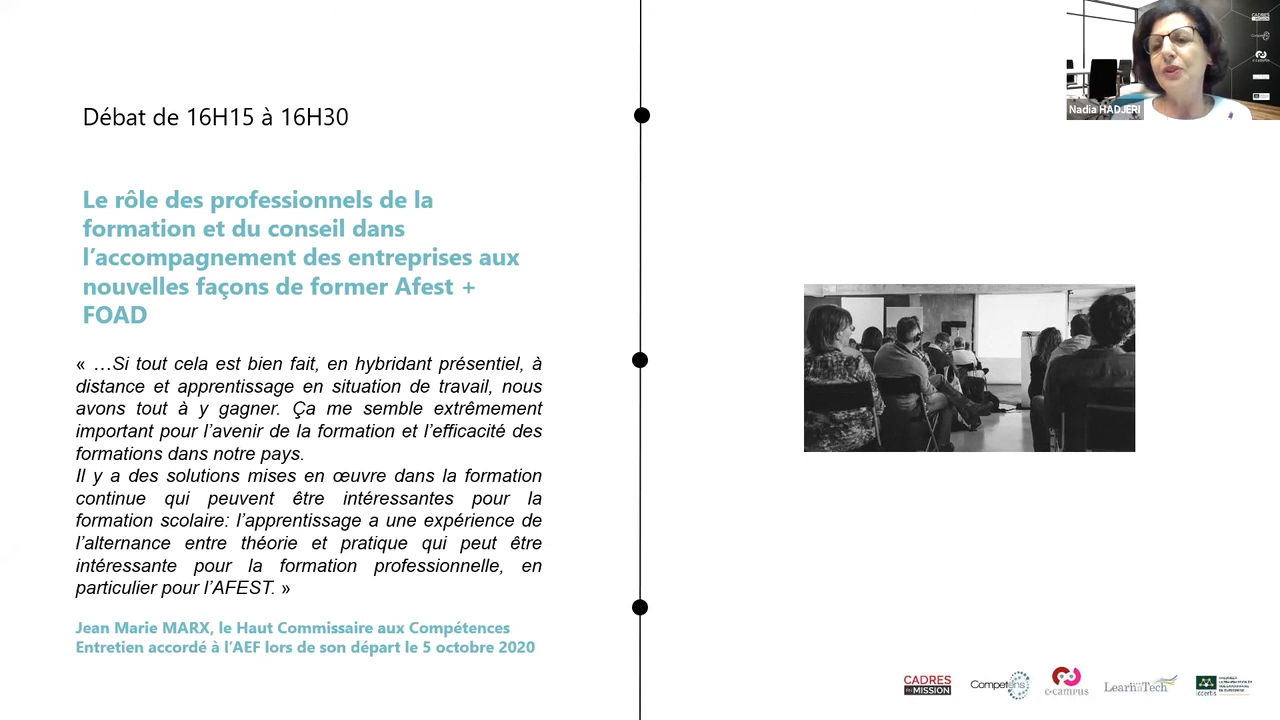 Débat de 16H15 à 16H30
Le rôle des professionnels de la
formation et du conseil dans
l’accompagnement des entreprises aux
nouvelles façons de former Afest +
FOAD
« …Si tout cela est bien fait, en hybridant présentiel, à
distance et apprentissage en situation de travail, nous
avons tout à y gagner. Ça me semble extrêmement
important pour l’avenir de la formation et l’efficacité des
formations dans notre pays.
Il y a des solutions mises en œuvre dans la formation
continue qui peuvent être intéressantes pour la
formation scolaire: l’apprentissage a une expérience de
l’alternance entre théorie et pratique qui peut être
intéressante pour la formation professionnelle, en
particulier pour l’AFEST. »
Jean Marie MARX, le Haut Commissaire aux Compétences
Entretien accordé à l’AEF lors de son départ le 5 octobre 2020
Nadia HADJERI
CADRES
EN MISSION
Competens
c-campus
LearninTech
iccertis